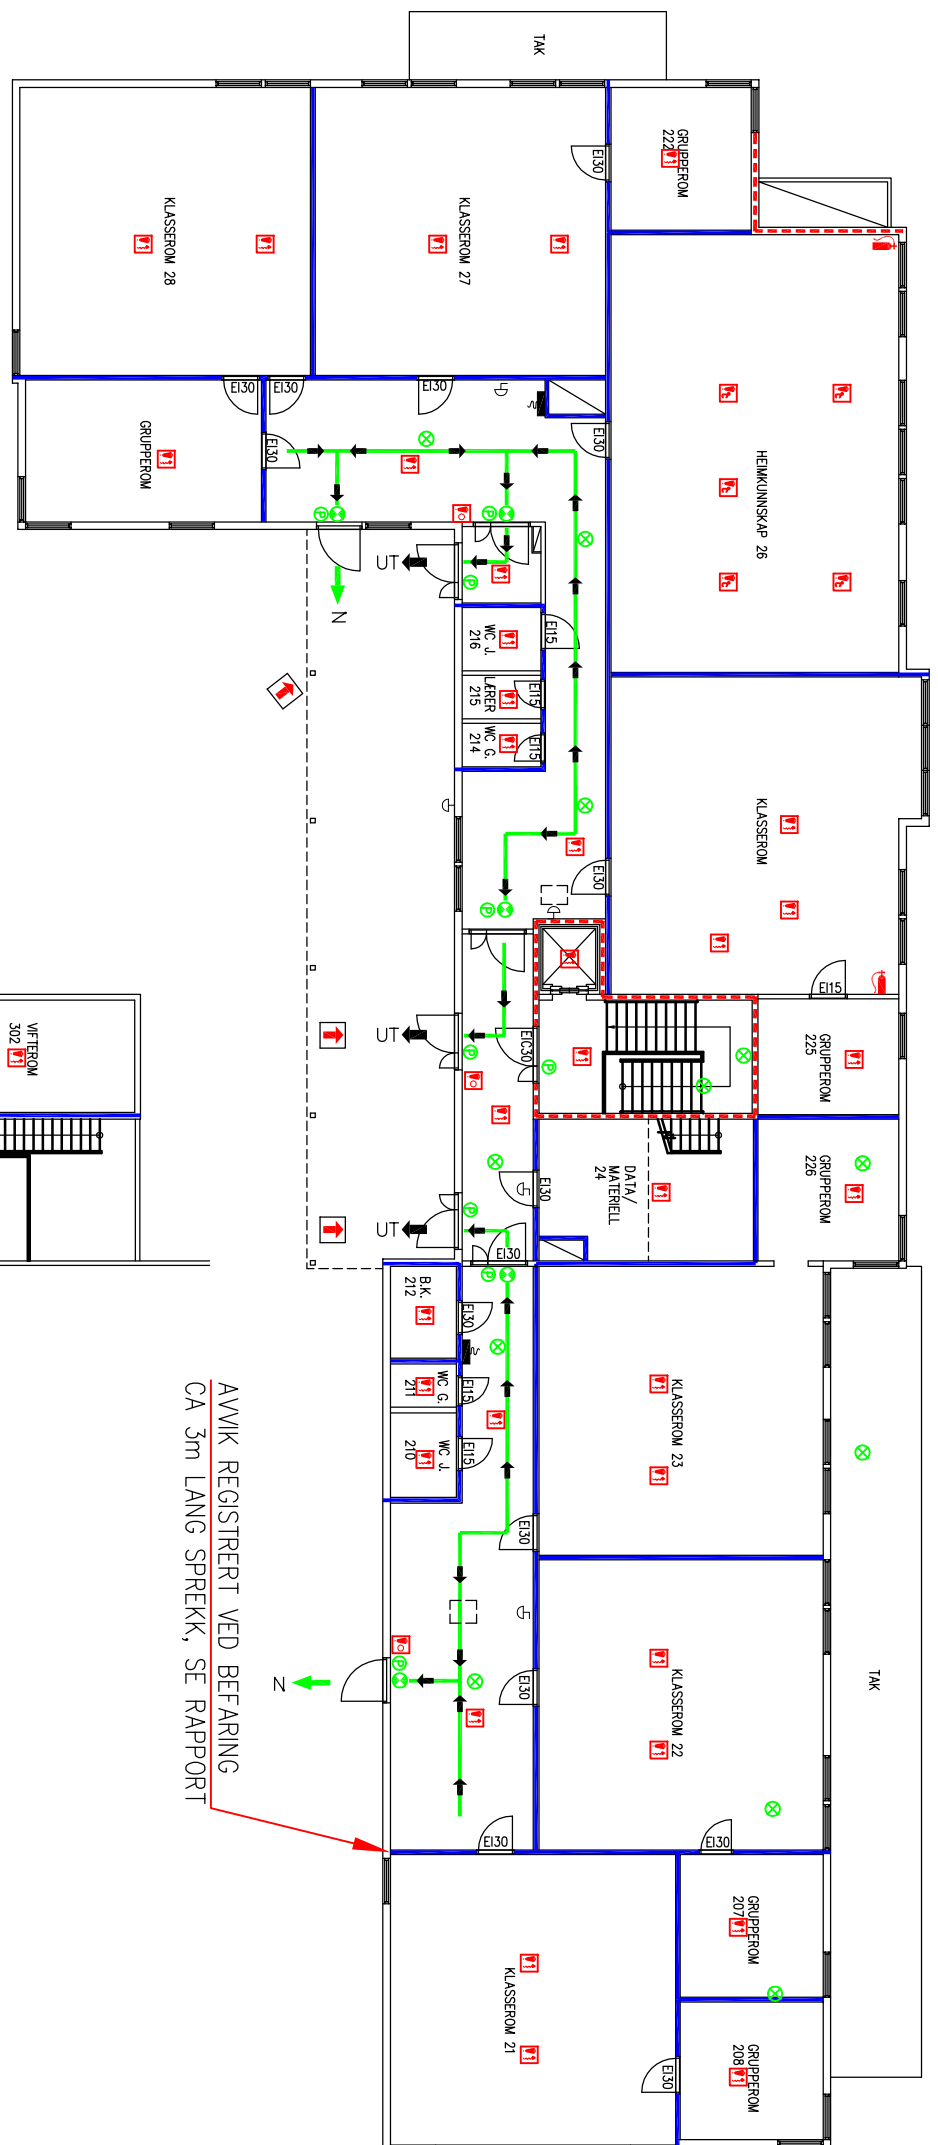 TAK
GRUPPEROM
222
EI30
KLASSEROM 28
KLASSEROM 27
HEIMKUNNSKAP 26
EI30
EI30
EI30
EI30
EI30
GRUPPEROM
P
P
UT
P
N
WC J.
216
EI15
LÆRER
215
EI15
WC G.
214
EI15
KLASSEROM
EI30
P
EI15
GRUPPEROM
225
VIFTEROM
302
UT
P
EIC30
P
GRUPPEROM
226
DATA/
MATERIELL
24
EI30
UT
P
EI30
P
B.K.
212
EI30
WC G.
211
EI15
WC J.
210
EI15
KLASSEROM 23
EI30
AVVIK REGISTRERT VED BEFARING
CA 3m LANG SPREKK, SE RAPPORT
N
P
EI30
KLASSEROM 22
TAK
EI30
EI30
GRUPPEROM
207
KLASSEROM 21
GRUPPEROM
208
EI30